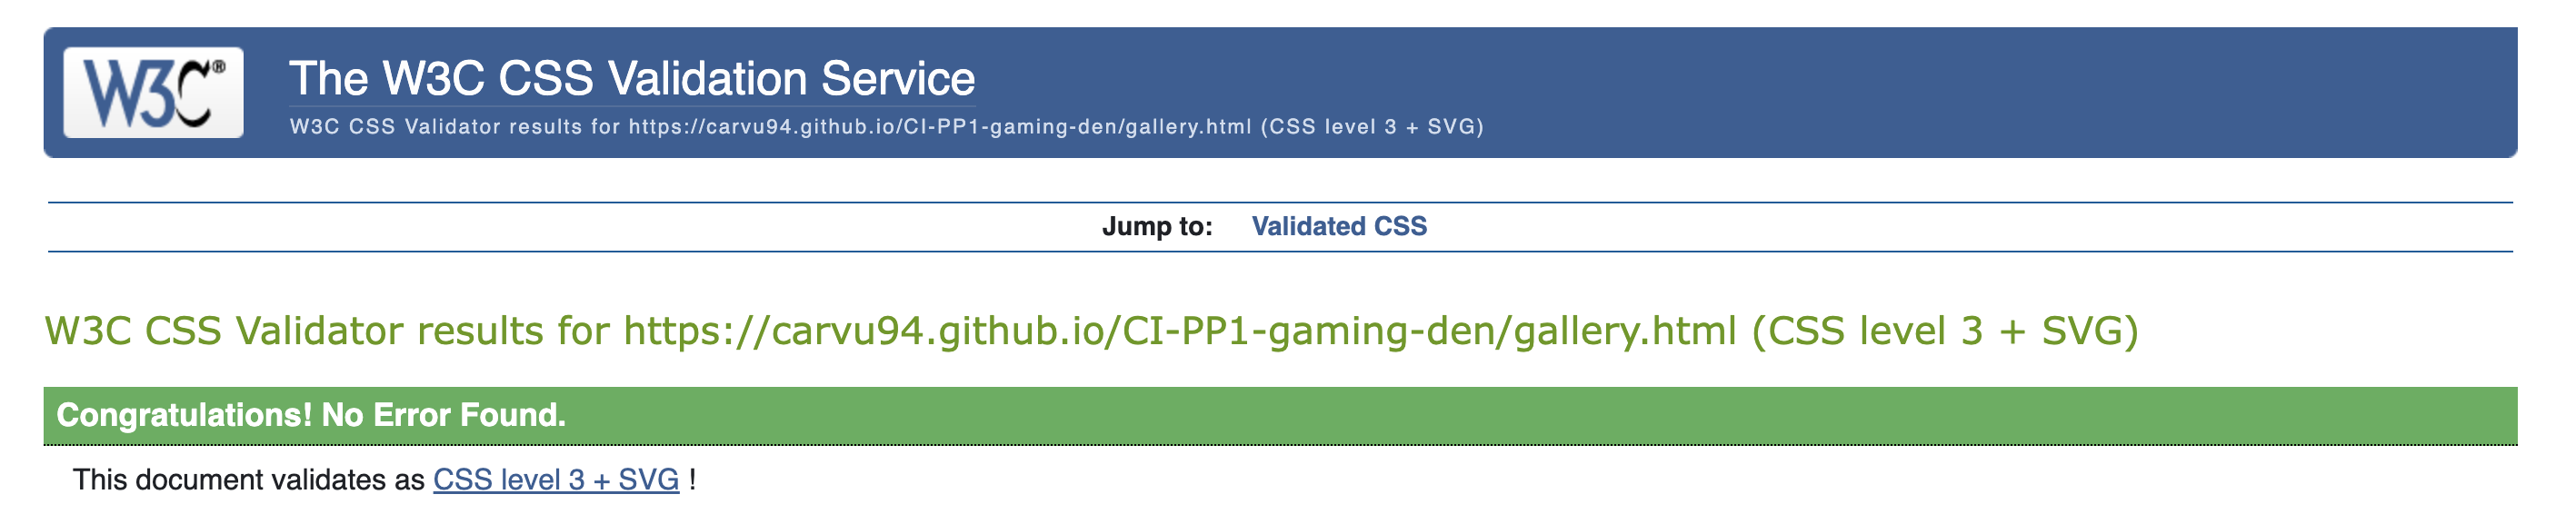 W3C®
The W3C CSS Validation Service
W3C CSS Validator results for https://carvu94.github.io/CI-PP1-gaming-den/gallery.html (CSS level 3 + SVG)
Jump to: Validated CSS
W3C CSS Validator results for https://carvu94.github.io/CI-PP1-gaming-den/gallery.html (CSS level 3 + SVG)
Congratulations! No Error Found.
This document validates as CSS level 3 + SVG !